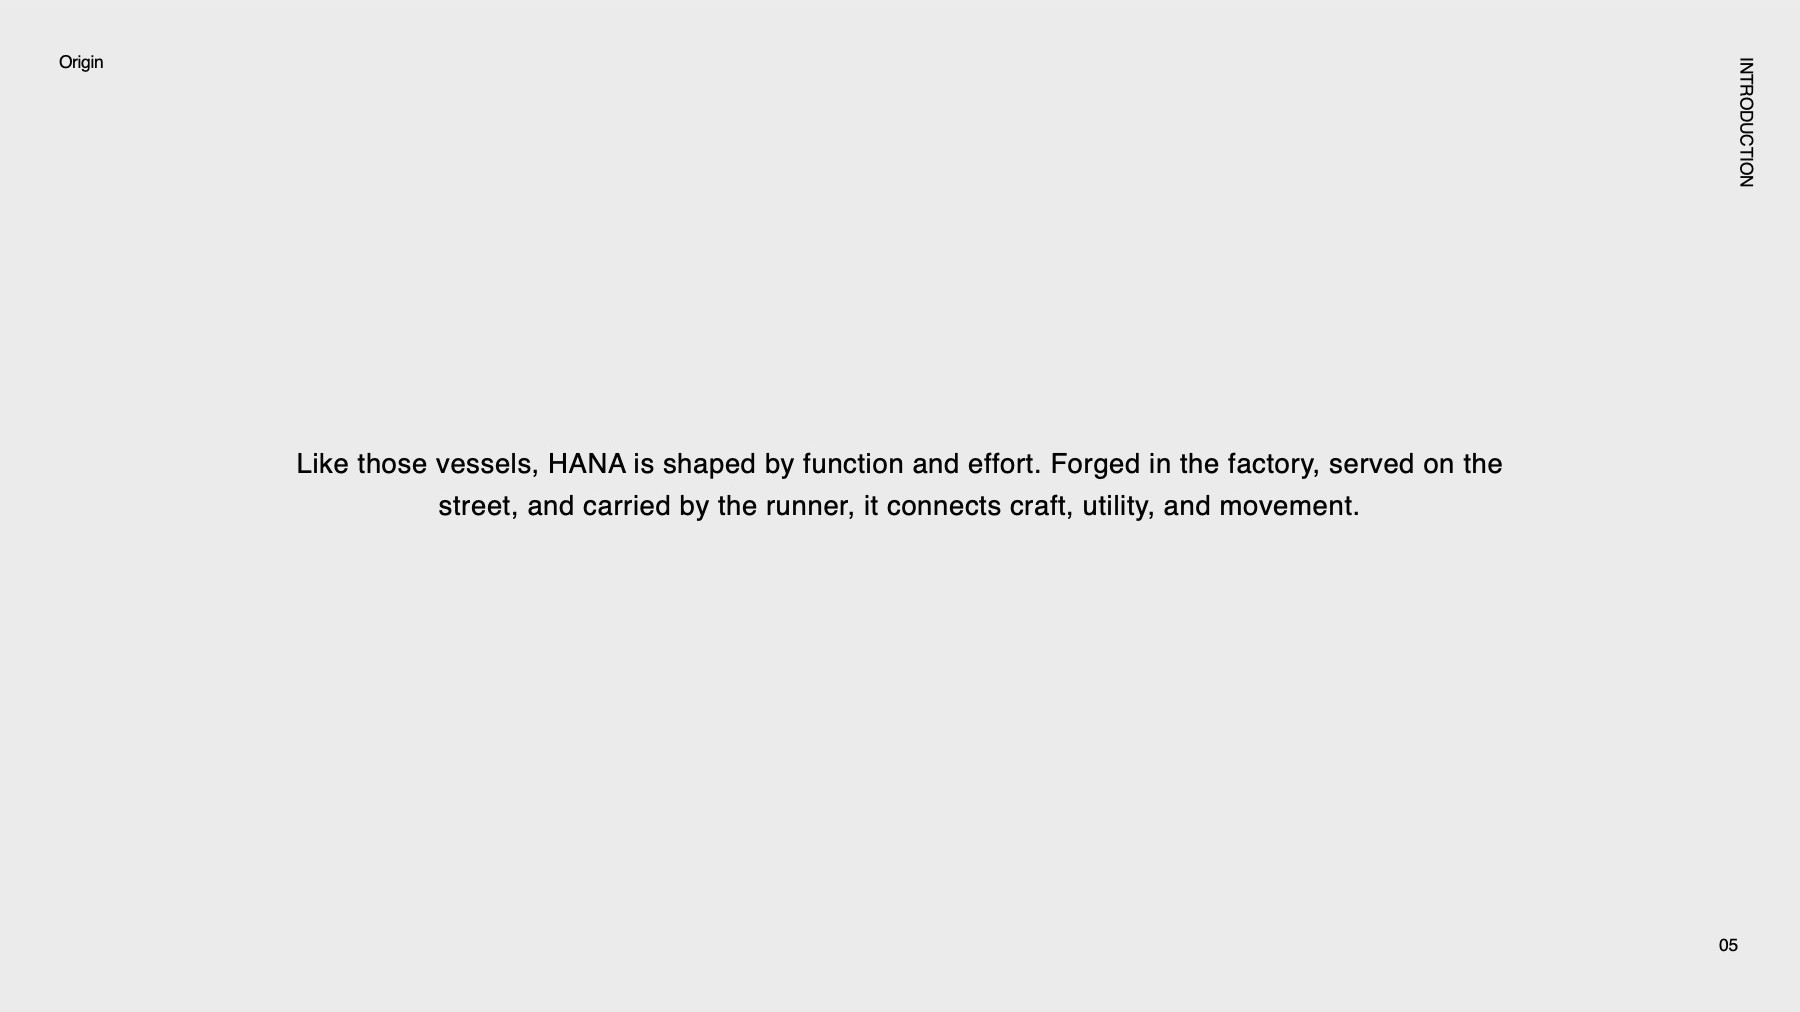 Origin
INTRODUCTION
Like those vessels, HANA is shaped by function and effort. Forged in the factory, served on the
street, and carried by the runner, it connects craft, utility, and movement.
05